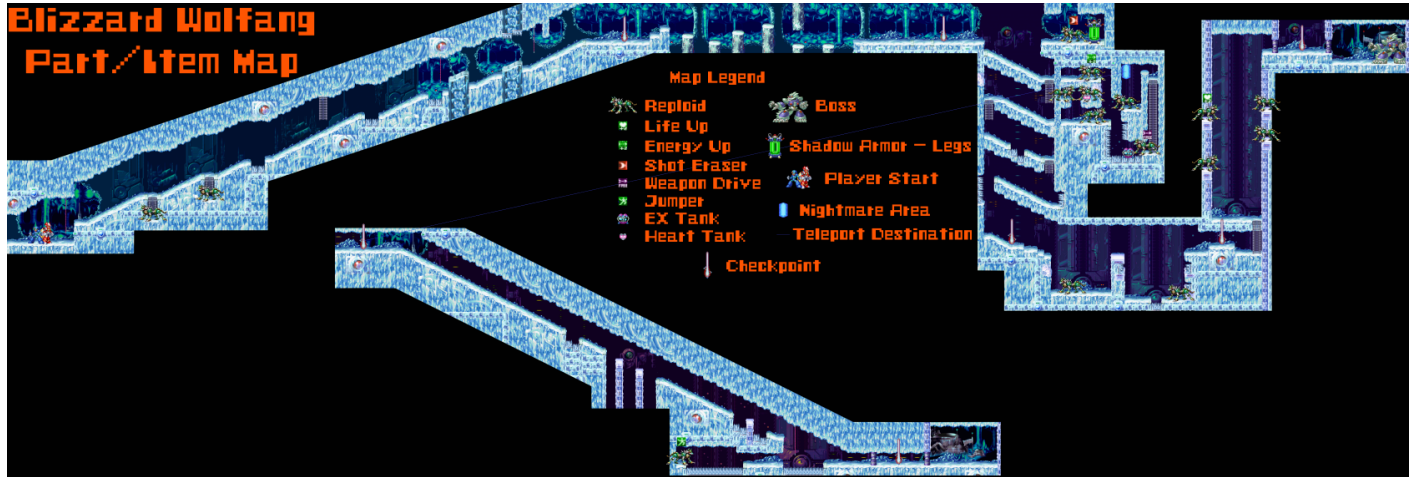 Blizzard Wolfang
Part/Item Map
Map Legend
Reploid
Boss
Life Up
Energy Up
Shadow Armor – Legs
Shot Eraser
Weapon Drive
Player Start
Jumper
Nightmare Area
EX Tank
Heart Tank
Teleport Destination
Checkpoint